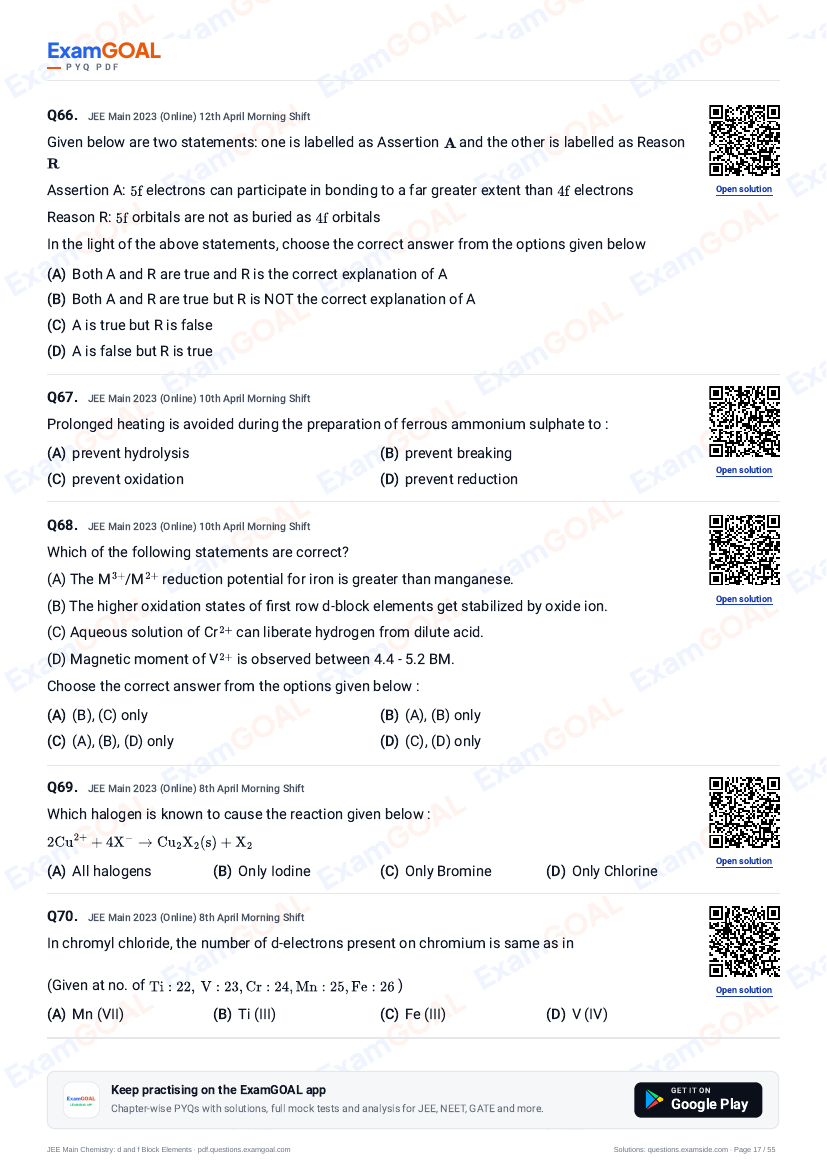 ExamGOAL
PYQ PDF
Q66. JEE Main 2023 (Online) 12th April Morning Shift
Given below are two statements: one is labelled as Assertion A and the other is labelled as Reason
R
Assertion A: 5f electrons can participate in bonding to a far greater extent than 4f electrons
Reason R: 5f orbitals are not as buried as 4f orbitals
In the light of the above statements, choose the correct answer from the options given below
(A) Both A and R are true and R is the correct explanation of A
(B) Both A and R are true but R is NOT the correct explanation of A
(C) A is true but R is false
(D) A is false but R is true
Open solution
Q67. JEE Main 2023 (Online) 10th April Morning Shift
Prolonged heating is avoided during the preparation of ferrous ammonium sulphate to :
(A) prevent hydrolysis (B) prevent breaking
(C) prevent oxidation (D) prevent reduction
Open solution
Q68. JEE Main 2023 (Online) 10th April Morning Shift
Which of the following statements are correct?
(A) The M³⁺/M²⁺ reduction potential for iron is greater than manganese.
(B) The higher oxidation states of first row d-block elements get stabilized by oxide ion.
(C) Aqueous solution of Cr²⁺ can liberate hydrogen from dilute acid.
(D) Magnetic moment of V²⁺ is observed between 4.4 - 5.2 BM.
Choose the correct answer from the options given below :
(A) (B), (C) only (B) (A), (B) only
(C) (A), (B), (D) only (D) (C), (D) only
Open solution
Q69. JEE Main 2023 (Online) 8th April Morning Shift
Which halogen is known to cause the reaction given below :
2Cu²⁺ + 4X⁻ → Cu₂X₂(s) + X₂
(A) All halogens (B) Only Iodine (C) Only Bromine (D) Only Chlorine
Open solution
Q70. JEE Main 2023 (Online) 8th April Morning Shift
In chromyl chloride, the number of d-electrons present on chromium is same as in
(Given at no. of Ti : 22, V : 23, Cr : 24, Mn : 25, Fe : 26 )
(A) Mn (VII) (B) Ti (III) (C) Fe (III) (D) V (IV)
Open solution
ExamGOAL
Keep practising on the ExamGOAL app
Chapter-wise PYQs with solutions, full mock tests and analysis for JEE, NEET, GATE and more.
GET IT ON
Google Play
JEE Main Chemistry: d and f Block Elements · pdf.questions.examgoal.com
Solutions: questions.examside.com · Page 17 / 55